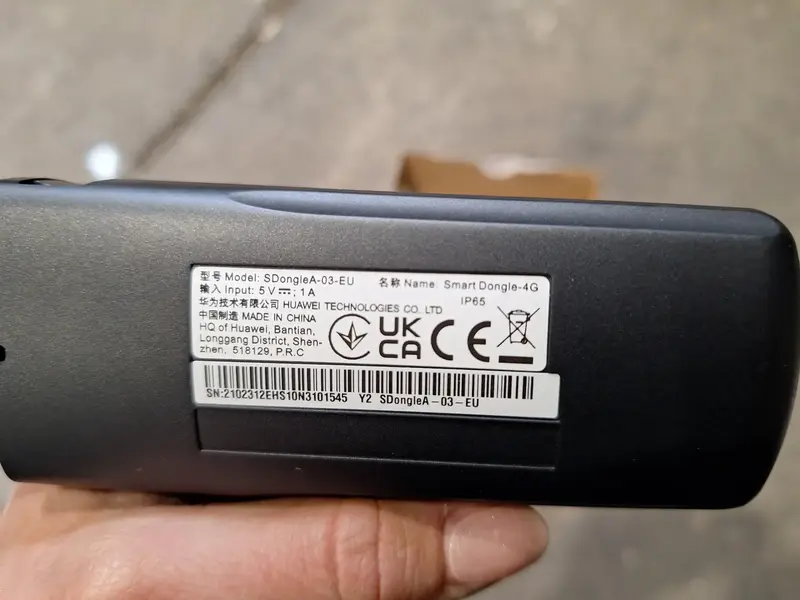 型号 Model: SDongleA-03-EU 名称 Name: Smart Dongle-4G
输入 Input: 5 V ⎓; 1 A IP65
华为技术有限公司 HUAWEI TECHNOLOGIES CO. LTD
中国制造 MADE IN CHINA
HQ of Huawei, Bantian,
Longgang District, Shen-
zhen, 518129, P.R.C
UK
CA
CE
SN:2102312EHS10N3101545 Y2 SDongleA-03-EU